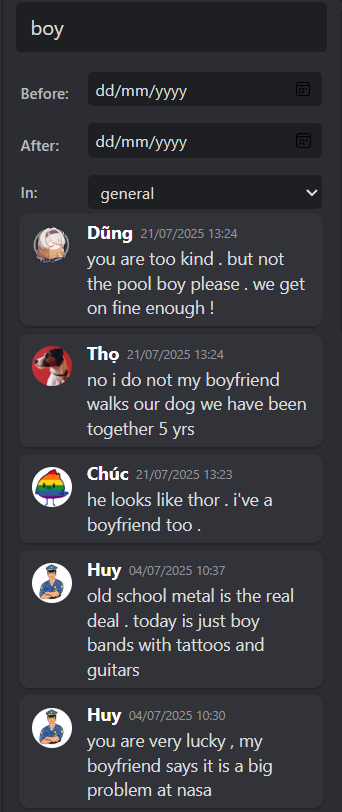 boy
Before: dd/mm/yyyy
After: dd/mm/yyyy
In: general
Dũng 21/07/2025 13:24
you are too kind . but not
the pool boy please . we get
on fine enough !
Thọ 21/07/2025 13:24
no i do not my boyfriend
walks our dog we have been
together 5 yrs
Chúc 21/07/2025 13:23
he looks like thor . i've a
boyfriend too .
Huy 04/07/2025 10:37
old school metal is the real
deal . today is just boy
bands with tattoos and
guitars
Huy 04/07/2025 10:30
you are very lucky , my
boyfriend says it is a big
problem at nasa